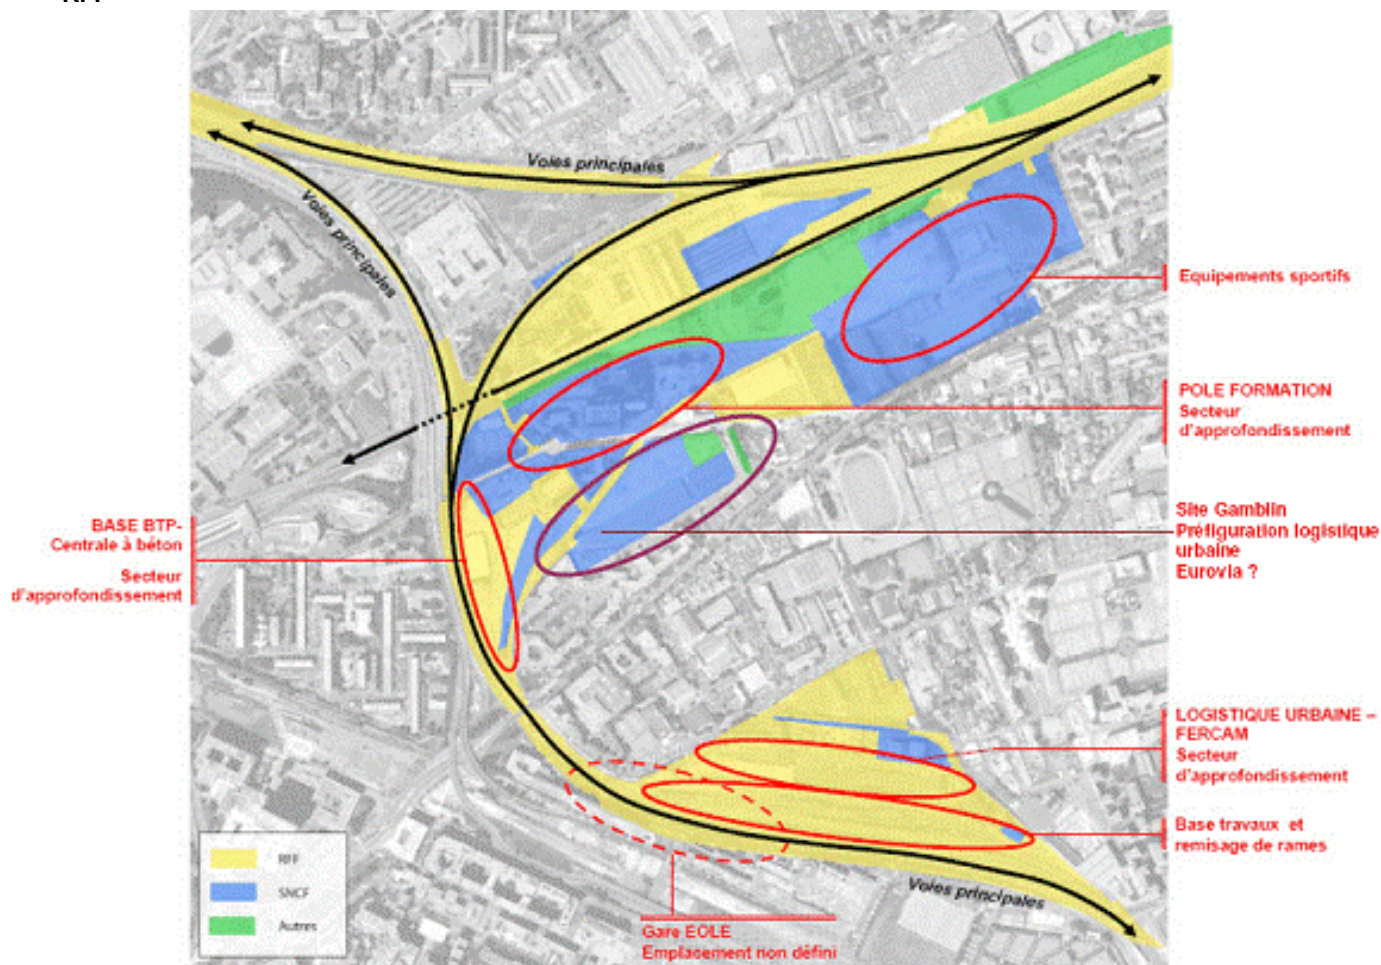 Voies principales
Voies principales
Equipements sportifs
POLE FORMATION
Secteur
d'approfondissement
Site Gamblin
Préfiguration logistique
urbaine
Eurovia ?
BASE BTP-
Centrale à béton
Secteur
d'approfondissement
LOGISTIQUE URBAINE –
FERCAM
Secteur
d'approfondissement
Base travaux et
remisage de rames
Voies principales
Gare EOLE
Emplacement non défini
RFF
SNCF
Autres